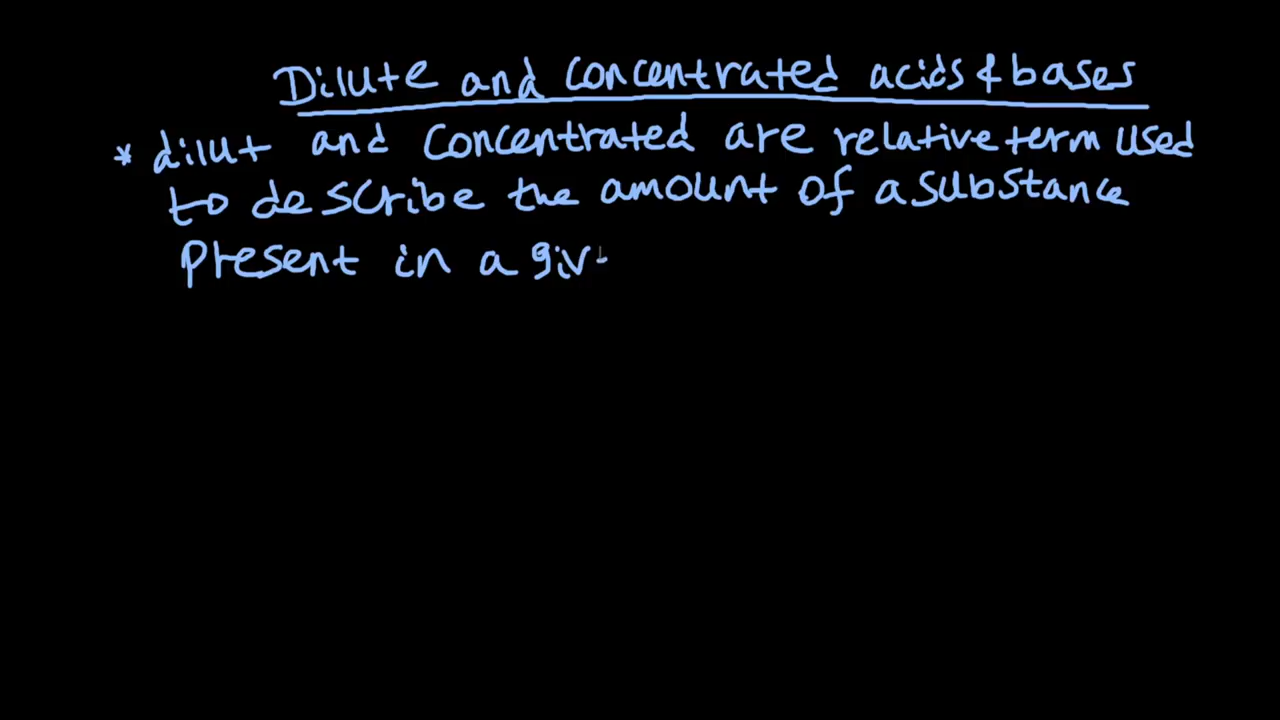 Dilute and concentrated acids & bases
* dilut and concentrated are relative term used
to describe the amount of a substance
present in a giv